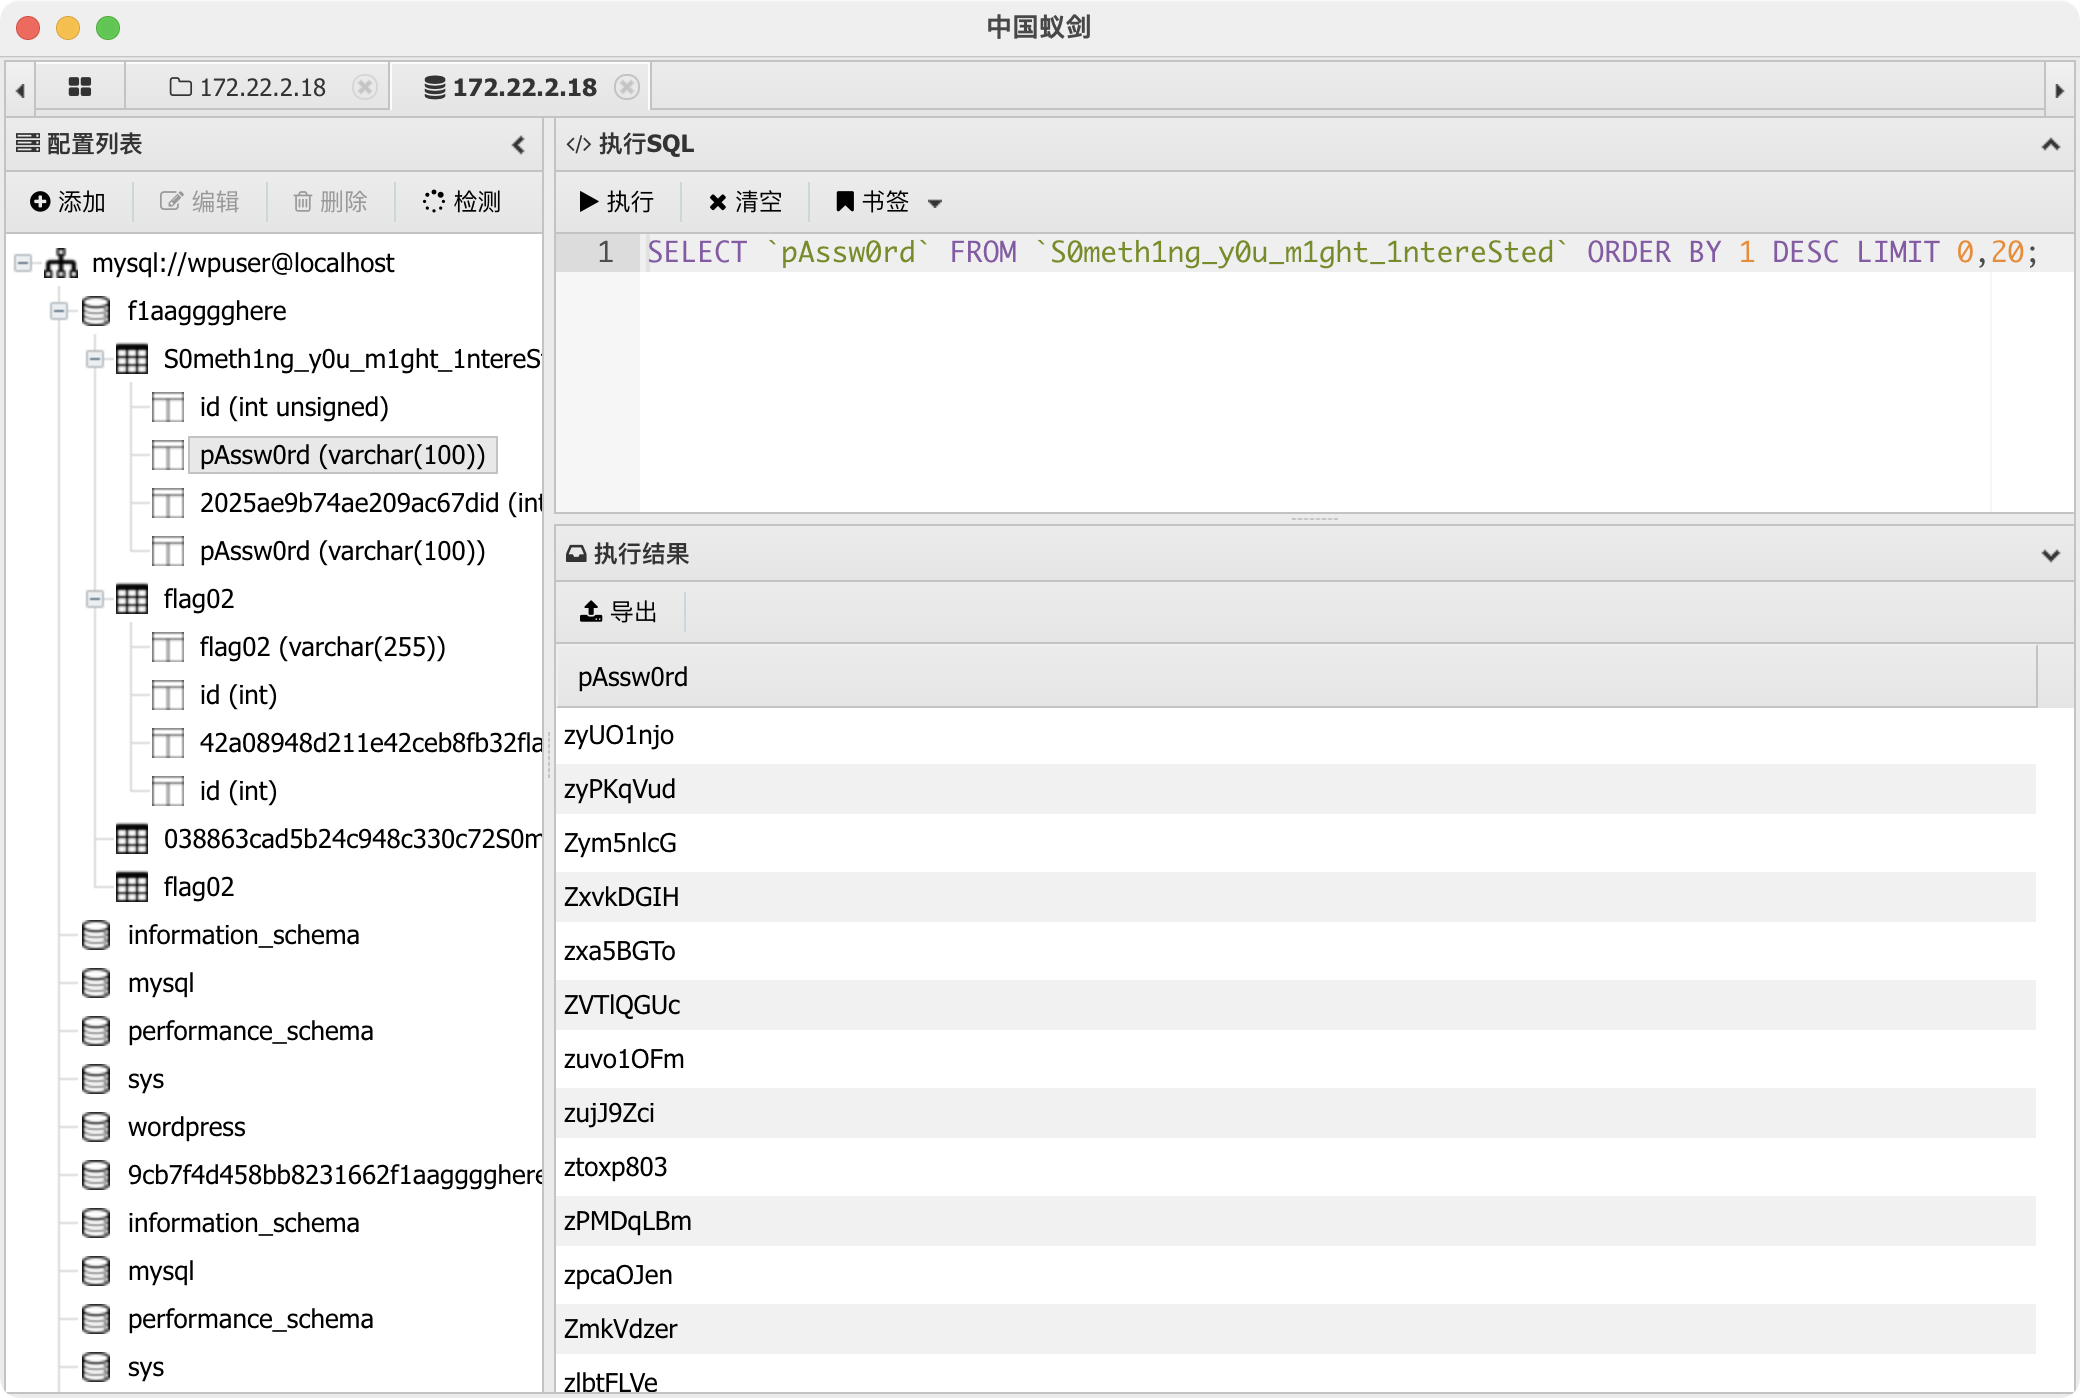 中国蚁剑
172.22.2.18
172.22.2.18
配置列表
添加
编辑
删除
检测
mysql://wpuser@localhost
f1aagggghere
S0meth1ng_y0u_m1ght_1ntereS
id (int unsigned)
pAssw0rd (varchar(100))
2025ae9b74ae209ac67did (int
pAssw0rd (varchar(100))
flag02
flag02 (varchar(255))
id (int)
42a08948d211e42ceb8fb32fla
id (int)
038863cad5b24c948c330c72S0m
flag02
information_schema
mysql
performance_schema
sys
wordpress
9cb7f4d458bb8231662f1aagggghere
information_schema
mysql
performance_schema
sys
</> 执行SQL
执行
清空
书签
1 SELECT `pAssw0rd` FROM `S0meth1ng_y0u_m1ght_1ntereSted` ORDER BY 1 DESC LIMIT 0,20;
执行结果
导出
pAssw0rd
zyUO1njo
zyPKqVud
Zym5nlcG
ZxvkDGIH
zxa5BGTo
ZVTlQGUc
zuvo1OFm
zujJ9Zci
ztoxp803
zPMDqLBm
zpcaOJen
ZmkVdzer
zlbtFLVe